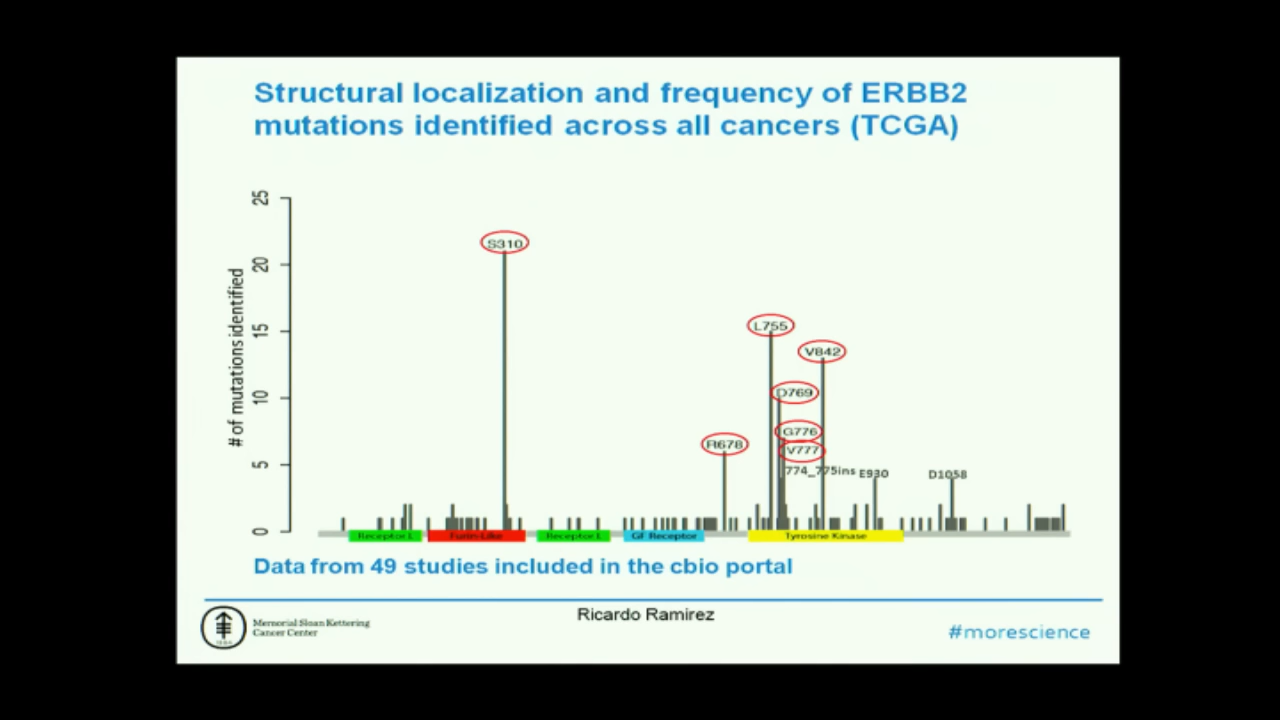 Structural localization and frequency of ERBB2
mutations identified across all cancers (TCGA)
# of mutations identified
25
20
15
10
5
0
S310
L755
V842
D769
G776
R678
V777
774_775ins
E930
D1058
Receptor L
Furin-Like
Receptor L
GF Receptor
Tyrosine Kinase
Data from 49 studies included in the cbio portal
Ricardo Ramirez
Memorial Sloan Kettering
Cancer Center
#morescience